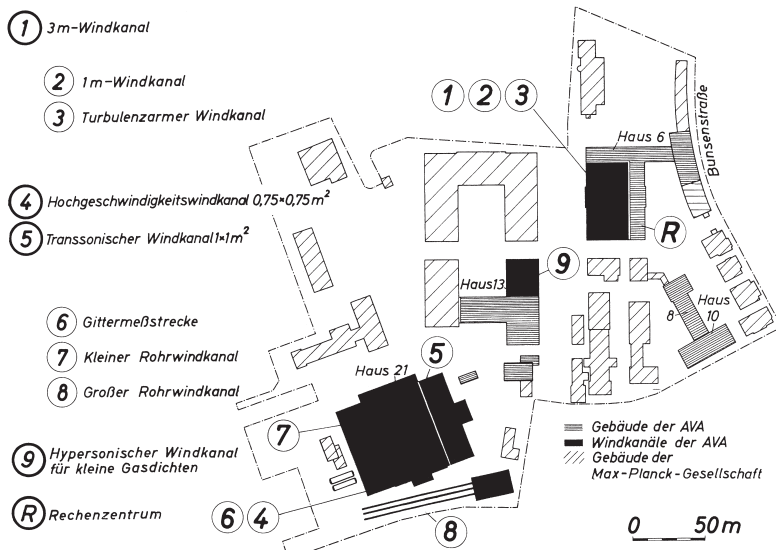 1 3m-Windkanal
2 1m-Windkanal
3 Turbulenzarmer Windkanal
4 Hochgeschwindigkeitswindkanal 0,75×0,75m²
5 Transsonischer Windkanal 1×1m²
6 Gittermeßstrecke
7 Kleiner Rohrwindkanal
8 Großer Rohrwindkanal
9 Hypersonischer Windkanal
für kleine Gasdichten
R Rechenzentrum
1 2 3
Haus 6
Bunsenstraße
R
9
Haus13
Haus
10
8
Haus 21
5
7
6 4
8
Gebäude der AVA
Windkanäle der AVA
Gebäude der
Max-Planck-Gesellschaft
0 50 m